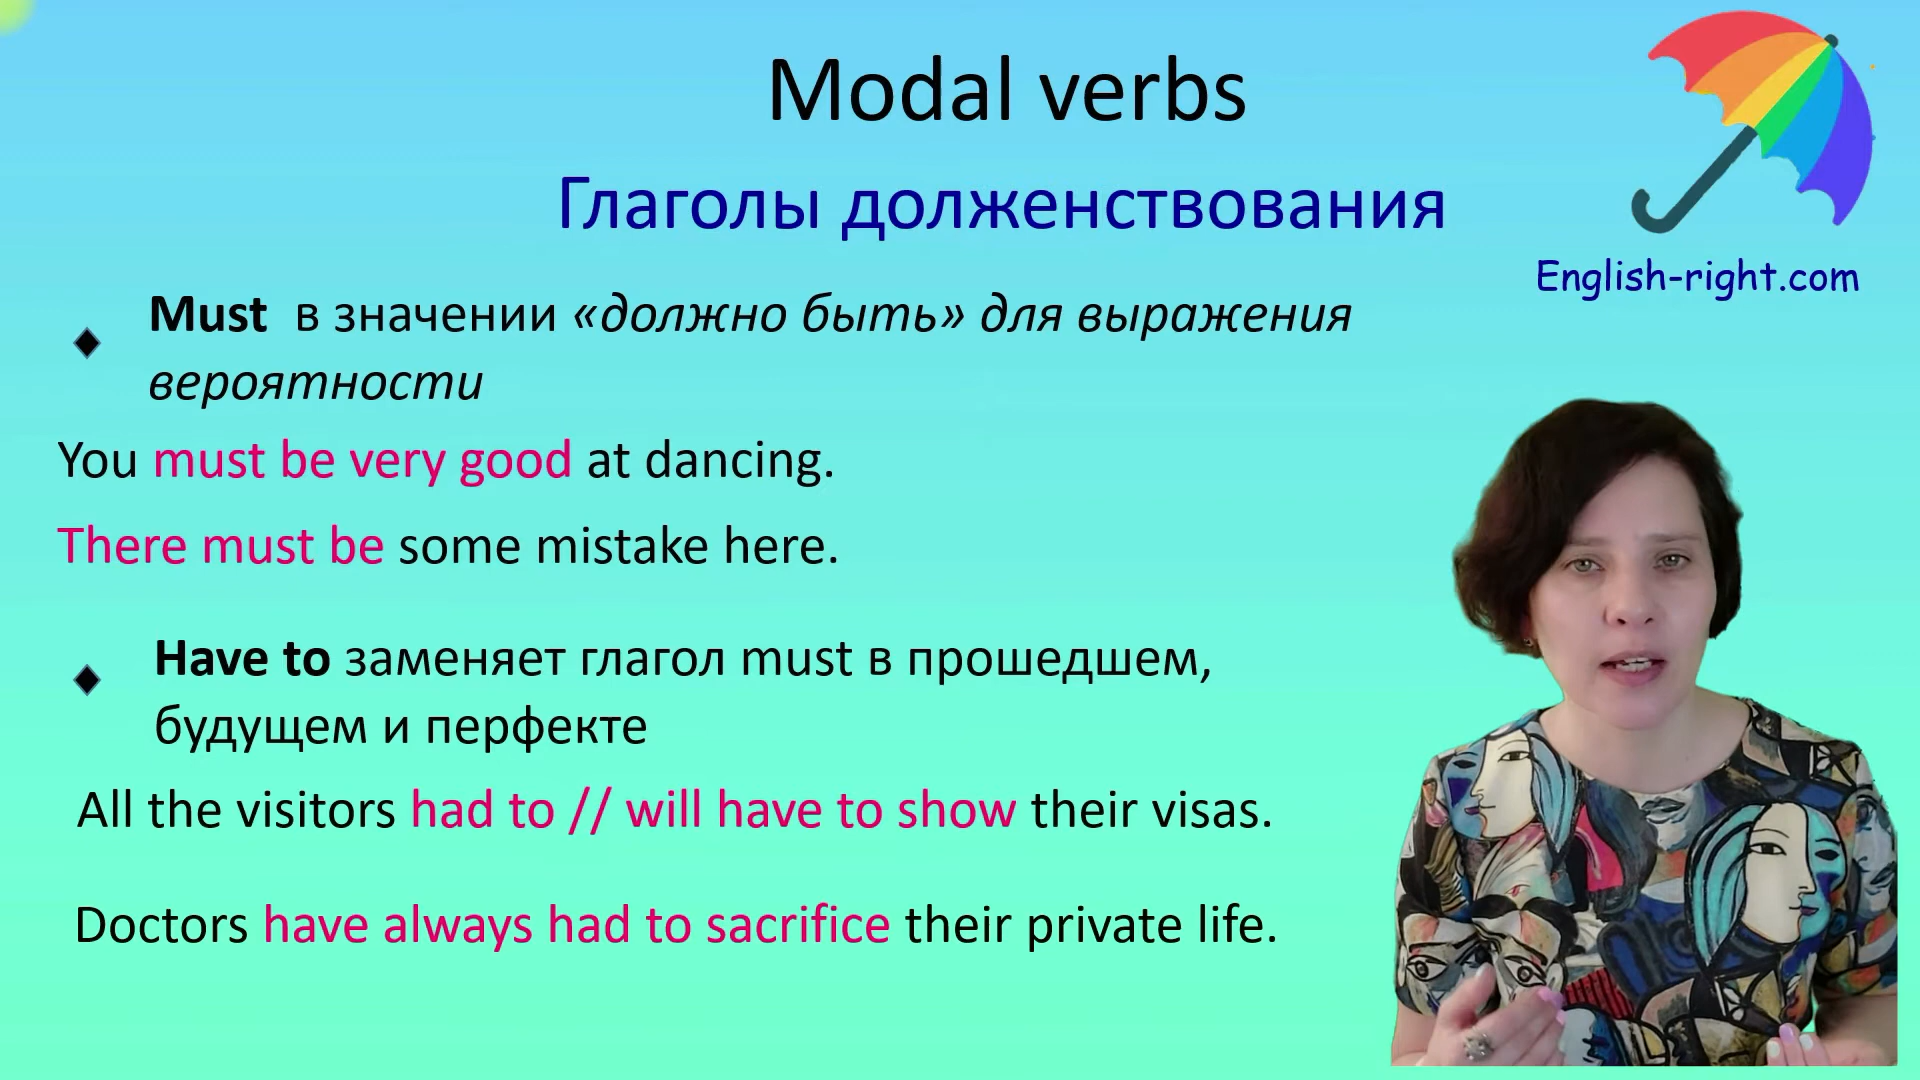 Modal verbs
Глаголы долженствования
English-right.com
Must в значении «должно быть» для выражения
вероятности
You must be very good at dancing.
There must be some mistake here.
Have to заменяет глагол must в прошедшем,
будущем и перфекте
All the visitors had to // will have to show their visas.
Doctors have always had to sacrifice their private life.